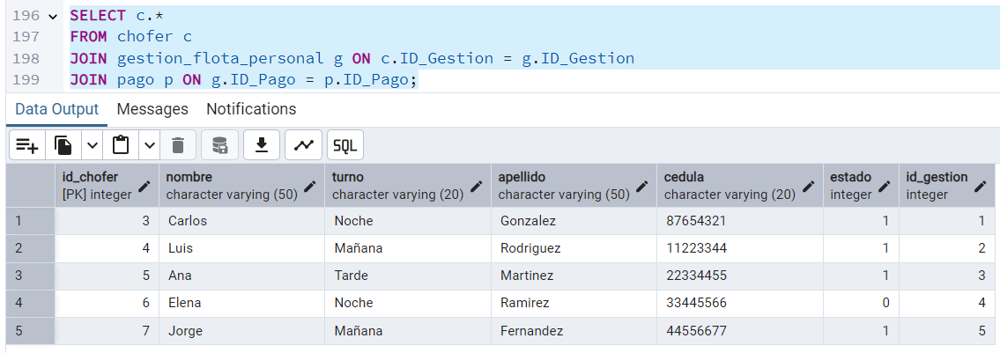 196 SELECT c.*
197 FROM chofer c
198 JOIN gestion_flota_personal g ON c.ID_Gestion = g.ID_Gestion
199 JOIN pago p ON g.ID_Pago = p.ID_Pago;
Data Output Messages Notifications
SQL
id_chofer nombre turno apellido cedula estado id_gestion
[PK] integer character varying (50) character varying (20) character varying (50) character varying (20) integer integer
1 3 Carlos Noche Gonzalez 87654321 1 1
2 4 Luis Mañana Rodriguez 11223344 1 2
3 5 Ana Tarde Martinez 22334455 1 3
4 6 Elena Noche Ramirez 33445566 0 4
5 7 Jorge Mañana Fernandez 44556677 1 5